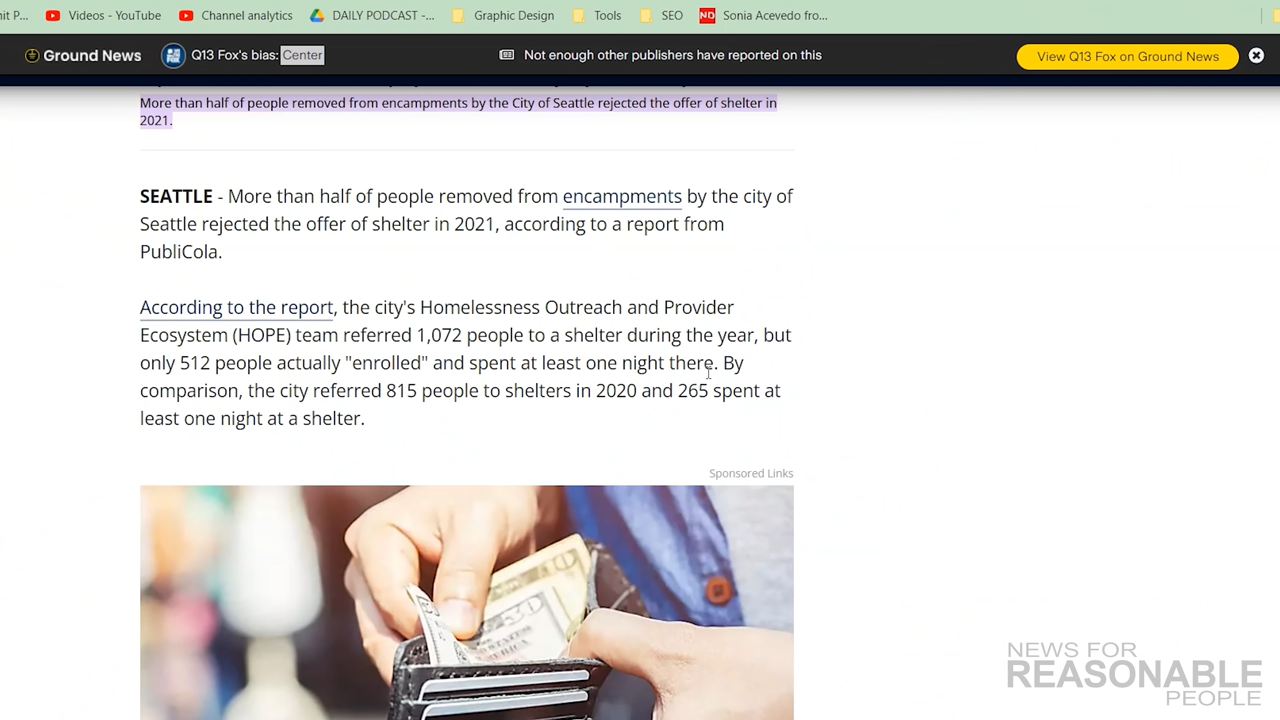 nit P... Videos - YouTube Channel analytics DAILY PODCAST -... Graphic Design Tools SEO ND Sonia Acevedo fro...
Ground News Q13 Fox's bias: Center Not enough other publishers have reported on this View Q13 Fox on Ground News
More than half of people removed from encampments by the City of Seattle rejected the offer of shelter in
2021.
SEATTLE - More than half of people removed from encampments by the city of
Seattle rejected the offer of shelter in 2021, according to a report from
PubliCola.
According to the report, the city's Homelessness Outreach and Provider
Ecosystem (HOPE) team referred 1,072 people to a shelter during the year, but
only 512 people actually "enrolled" and spent at least one night there. By
comparison, the city referred 815 people to shelters in 2020 and 265 spent at
least one night at a shelter.
Sponsored Links
NEWS FOR
REASONABLE
PEOPLE